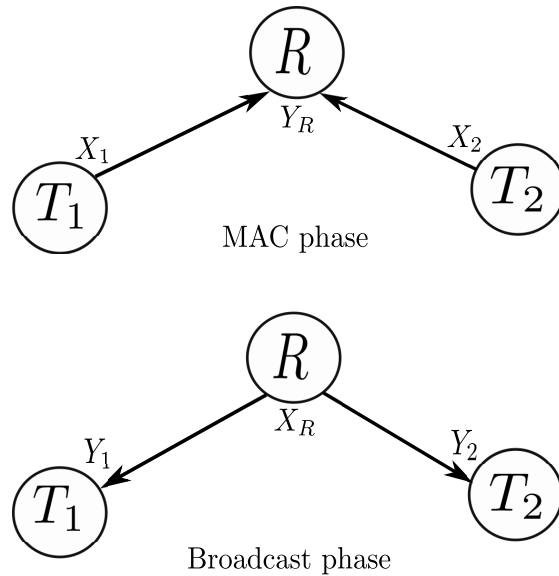 R
Y_R
X_1
X_2
T_1
T_2
MAC phase
R
X_R
Y_1
Y_2
T_1
T_2
Broadcast phase